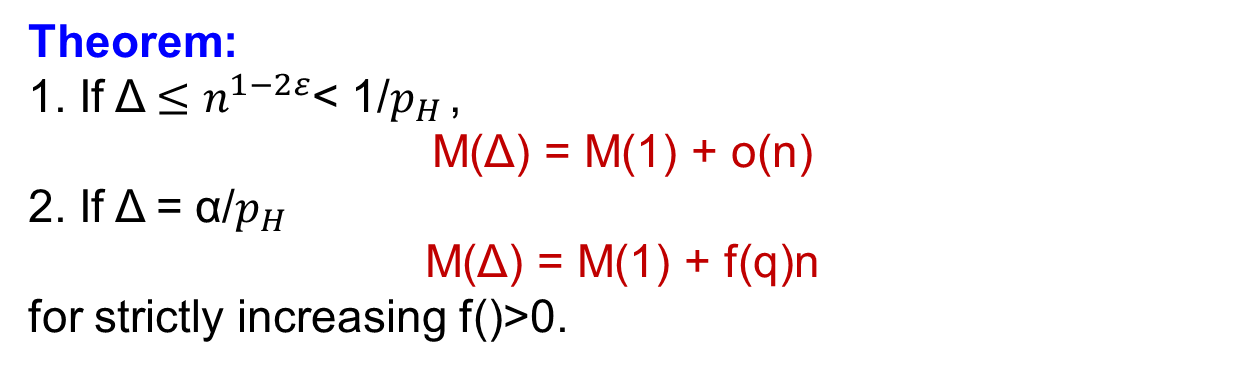 Theorem:
1. If Δ ≤ n^{1−2ε}< 1/p_H ,
M(Δ) = M(1) + o(n)
2. If Δ = α/p_H
M(Δ) = M(1) + f(q)n
for strictly increasing f()>0.